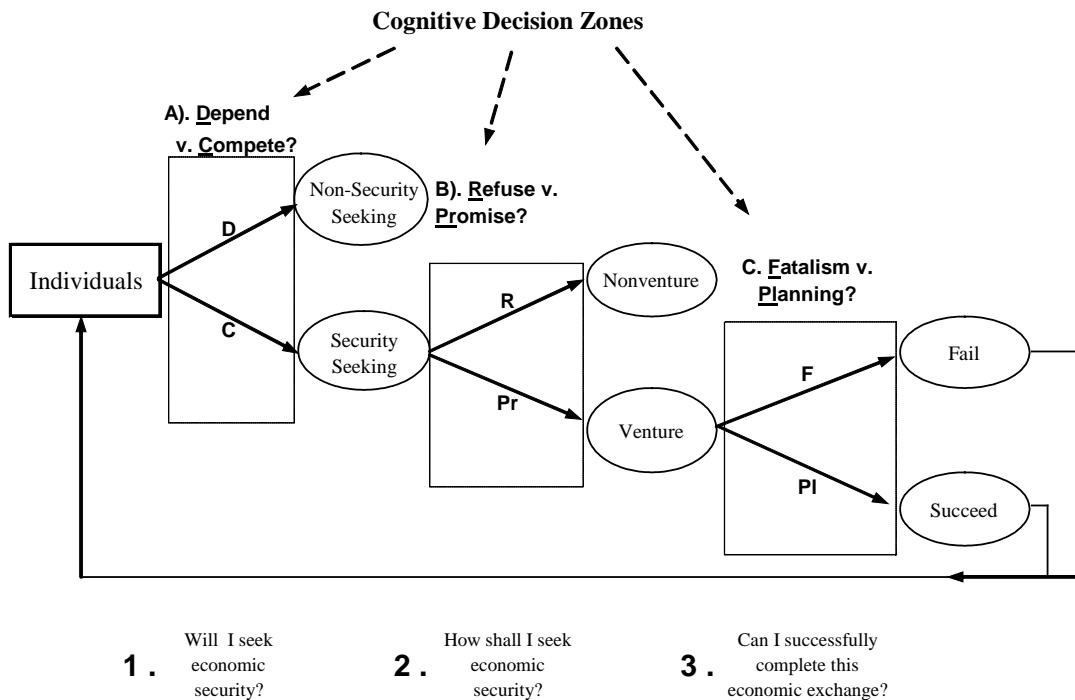 Cognitive Decision Zones
A). Depend
v. Compete?
Non-Security
Seeking
B). Refuse v.
Promise?
D
Individuals
C
Security
Seeking
R
Nonventure
Pr
Venture
C. Fatalism v.
Planning?
F
Fail
Pl
Succeed
1 .
Will I seek
economic
security?
2.
How shall I seek
economic
security?
3 .
Can I successfully
complete this
economic exchange?